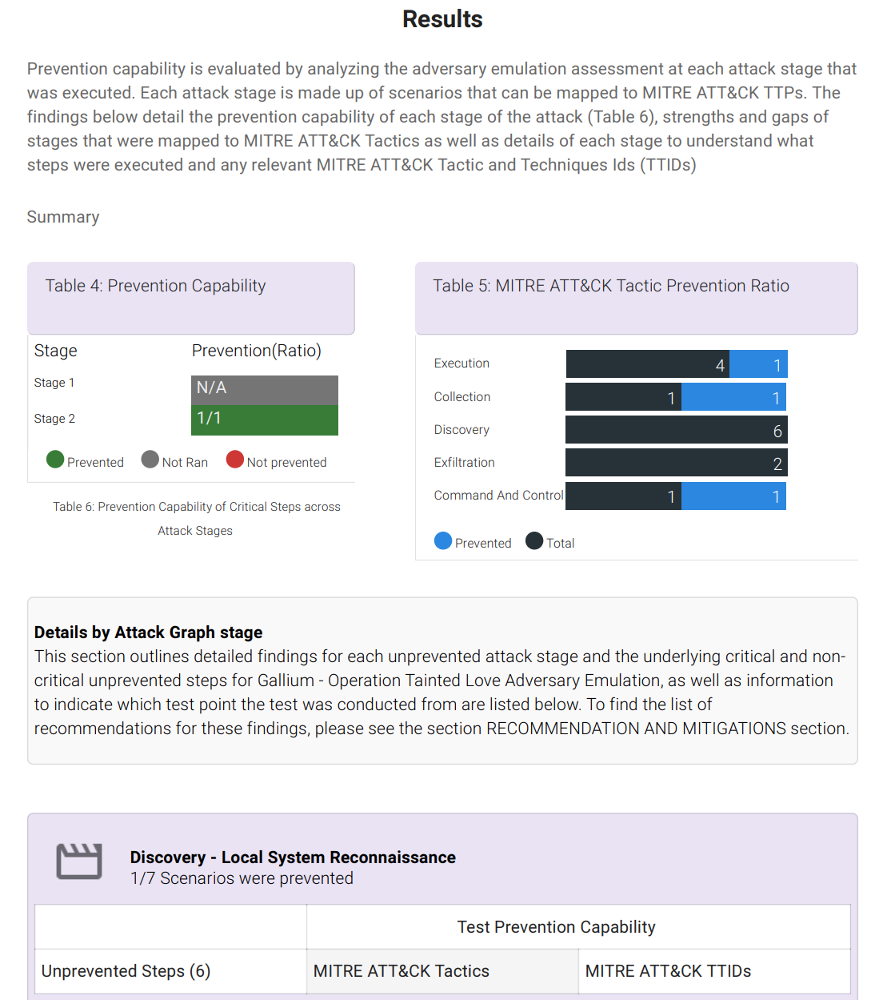 Results
Prevention capability is evaluated by analyzing the adversary emulation assessment at each attack stage that
was executed. Each attack stage is made up of scenarios that can be mapped to MITRE ATT&CK TTPs. The
findings below detail the prevention capability of each stage of the attack (Table 6), strengths and gaps of
stages that were mapped to MITRE ATT&CK Tactics as well as details of each stage to understand what
steps were executed and any relevant MITRE ATT&CK Tactic and Techniques Ids (TTIDs)
Summary
Table 4: Prevention Capability
Stage Prevention(Ratio)
Stage 1 N/A
Stage 2 1/1
Prevented Not Ran Not prevented
Table 6: Prevention Capability of Critical Steps across
Attack Stages
Table 5: MITRE ATT&CK Tactic Prevention Ratio
Execution 4 1
Collection 1 1
Discovery 6
Exfiltration 2
Command And Control 1 1
Prevented Total
Details by Attack Graph stage
This section outlines detailed findings for each unprevented attack stage and the underlying critical and non-
critical unprevented steps for Gallium - Operation Tainted Love Adversary Emulation, as well as information
to indicate which test point the test was conducted from are listed below. To find the list of
recommendations for these findings, please see the section RECOMMENDATION AND MITIGATIONS section.
Discovery - Local System Reconnaissance
1/7 Scenarios were prevented
Test Prevention Capability
Unprevented Steps (6) MITRE ATT&CK Tactics MITRE ATT&CK TTIDs